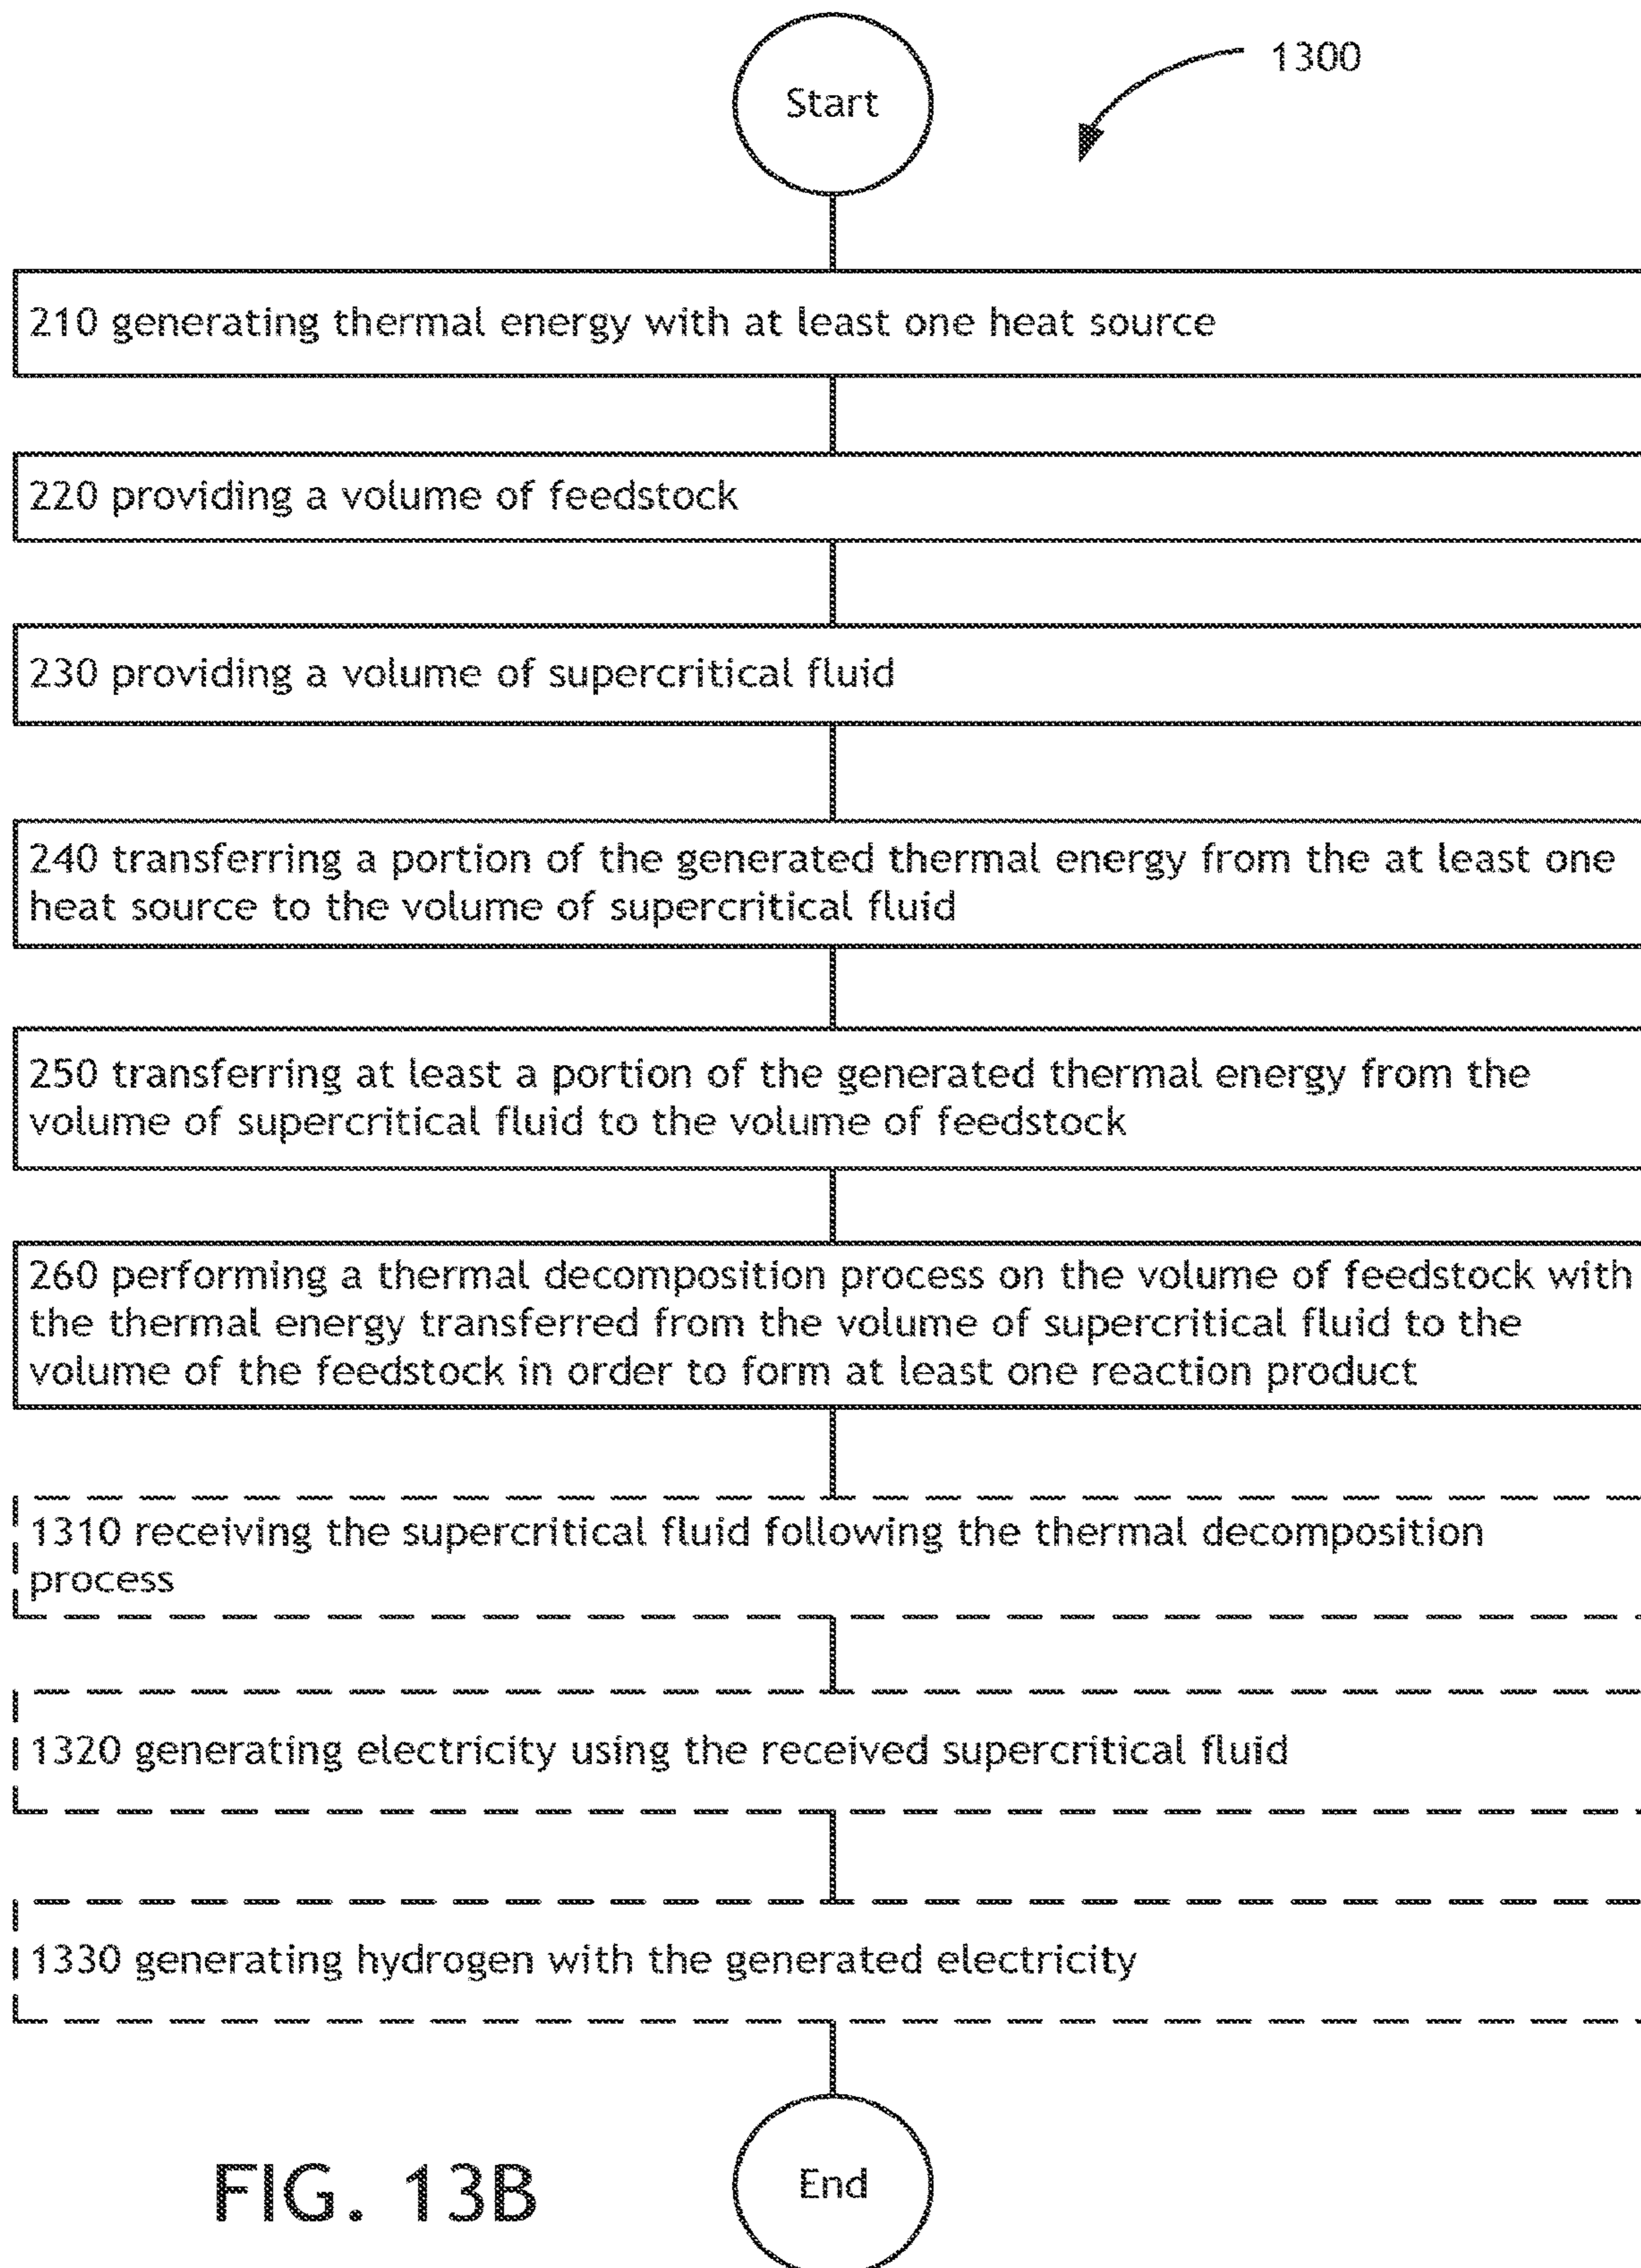 Start
1300
210 generating thermal energy with at least one heat source
220 providing a volume of feedstock
230 providing a volume of supercritical fluid
240 transferring a portion of the generated thermal energy from the at least one
heat source to the volume of supercritical fluid
250 transferring at least a portion of the generated thermal energy from the
volume of supercritical fluid to the volume of feedstock
260 performing a thermal decomposition process on the volume of feedstock with
the thermal energy transferred from the volume of supercritical fluid to the
volume of the feedstock in order to form at least one reaction product
1310 receiving the supercritical fluid following the thermal decomposition
process
1320 generating electricity using the received supercritical fluid
1330 generating hydrogen with the generated electricity
End
FIG. 13B